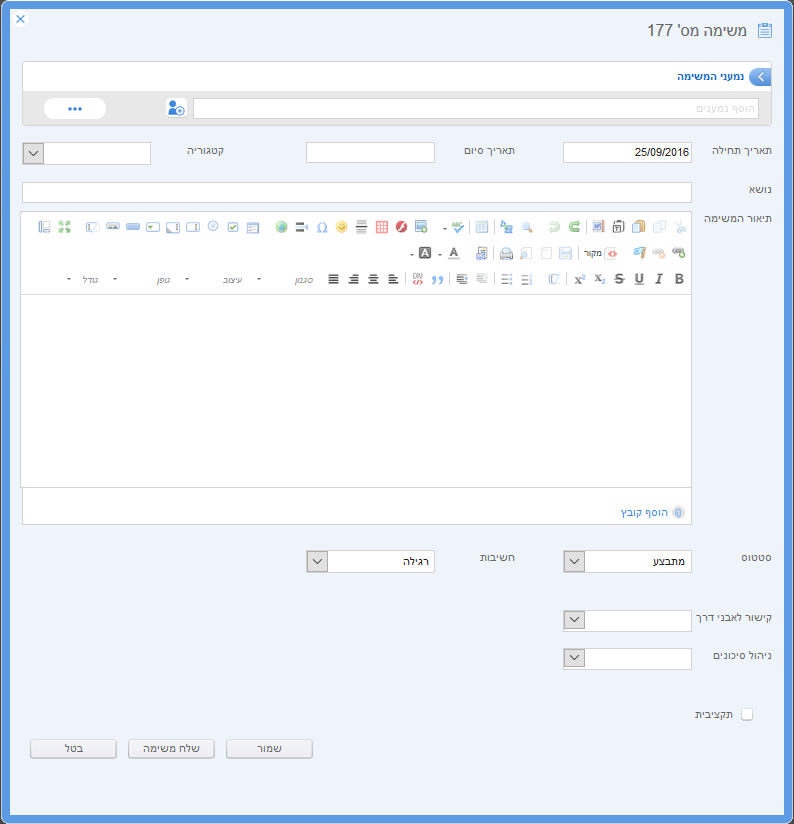 משימה מס' 177
נמעני המשימה
הוסף נמענים
תאריך תחילה 25/09/2016 תאריך סיום קטגוריה
נושא
תיאור המשימה
מקור
B I U S x₂ x² סגנון עיצוב גופן גודל
הוסף קובץ
סטטוס מתבצע חשיבות רגילה
קישור לאבני דרך
ניהול סיכונים
תקציבית
שמור שלח משימה בטל